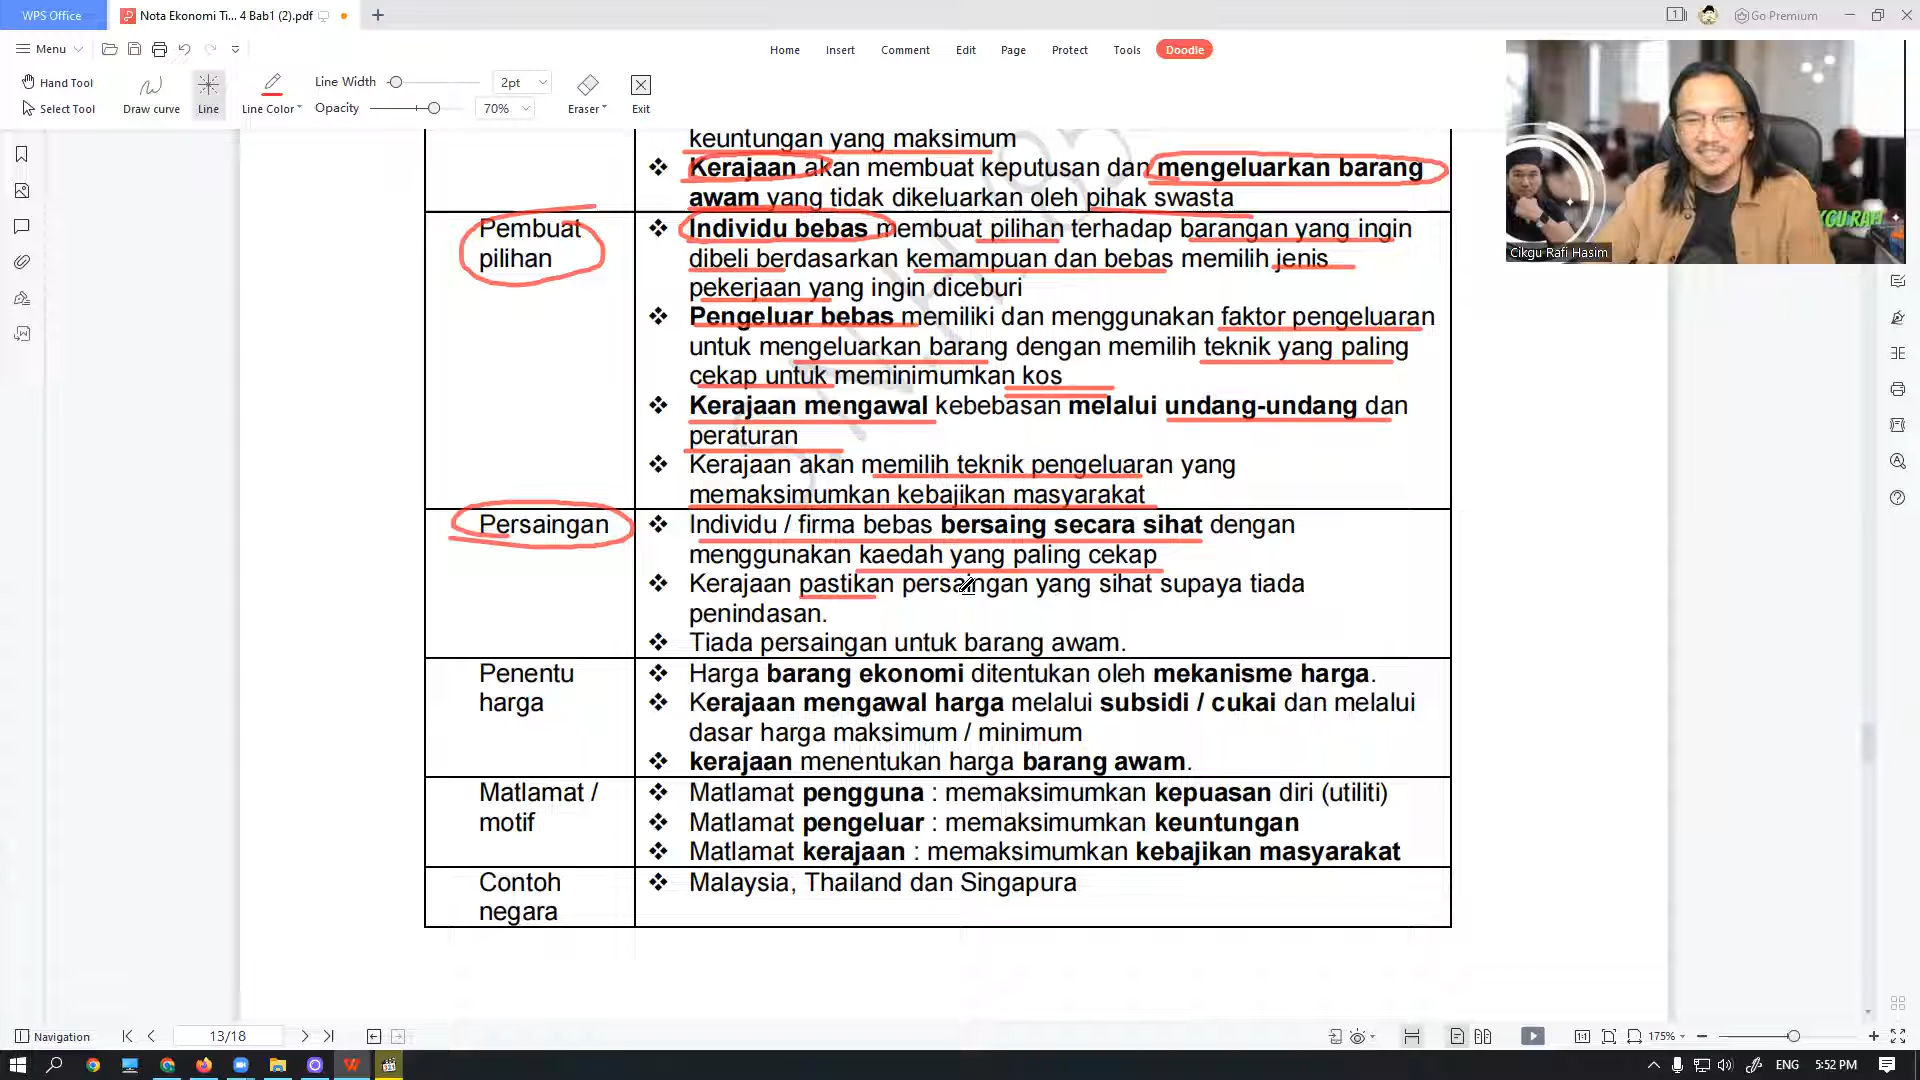 WPS Office
Nota Ekonomi Ti... 4 Bab1 (2).pdf
1
Go Premium
Menu
Home Insert Comment Edit Page Protect Tools Doodle
Hand Tool
Select Tool
Draw curve
Line
Line Color
Line Width
2pt
Opacity
70%
Eraser
Exit
CIKGU RAFI
Cikgu Rafi Hasim
keuntungan yang maksimum
❖ Kerajaan akan membuat keputusan dan mengeluarkan barang
awam yang tidak dikeluarkan oleh pihak swasta
Pembuat
pilihan
❖ Individu bebas membuat pilihan terhadap barangan yang ingin
dibeli berdasarkan kemampuan dan bebas memilih jenis
pekerjaan yang ingin diceburi
❖ Pengeluar bebas memiliki dan menggunakan faktor pengeluaran
untuk mengeluarkan barang dengan memilih teknik yang paling
cekap untuk meminimumkan kos
❖ Kerajaan mengawal kebebasan melalui undang-undang dan
peraturan
❖ Kerajaan akan memilih teknik pengeluaran yang
memaksimumkan kebajikan masyarakat
Persaingan
❖ Individu / firma bebas bersaing secara sihat dengan
menggunakan kaedah yang paling cekap
❖ Kerajaan pastikan persaingan yang sihat supaya tiada
penindasan.
❖ Tiada persaingan untuk barang awam.
Penentu
harga
❖ Harga barang ekonomi ditentukan oleh mekanisme harga.
❖ Kerajaan mengawal harga melalui subsidi / cukai dan melalui
dasar harga maksimum / minimum
❖ kerajaan menentukan harga barang awam.
Matlamat /
motif
❖ Matlamat pengguna : memaksimumkan kepuasan diri (utiliti)
❖ Matlamat pengeluar : memaksimumkan keuntungan
❖ Matlamat kerajaan : memaksimumkan kebajikan masyarakat
Contoh
negara
❖ Malaysia, Thailand dan Singapura
Navigation
13/18
175%
ENG
5:52 PM